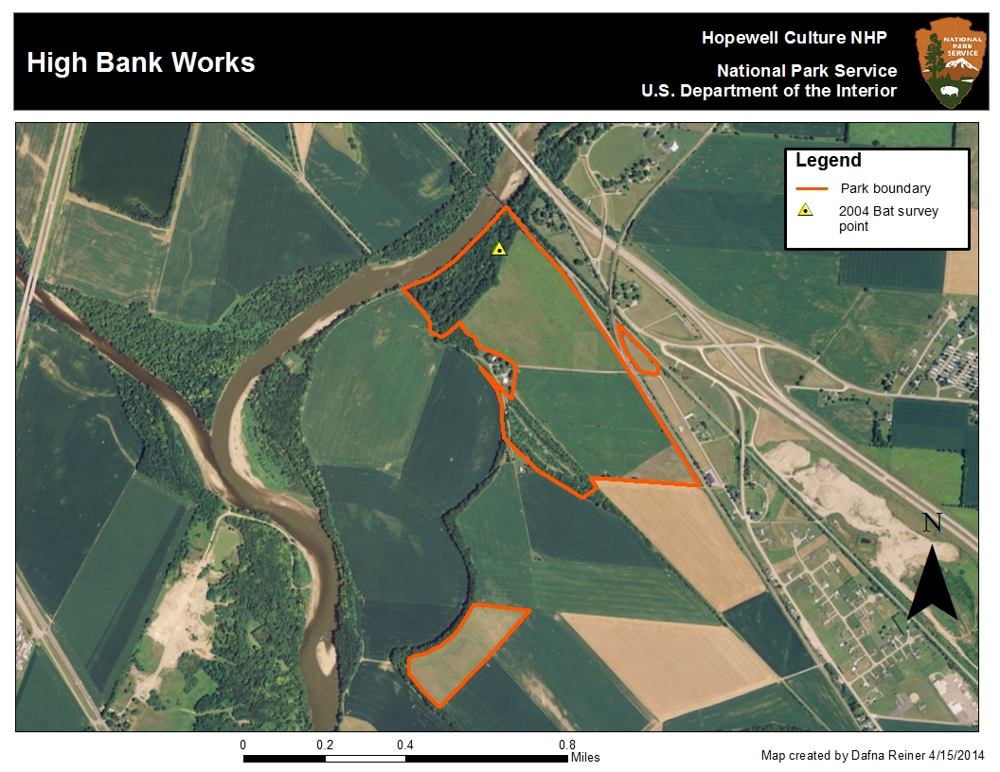 High Bank Works
Hopewell Culture NHP
National Park Service
U.S. Department of the Interior
NATIONAL
PARK
SERVICE
Legend
Park boundary
2004 Bat survey
point
N
0 0.2 0.4 0.8
Miles
Map created by Dafna Reiner 4/15/2014